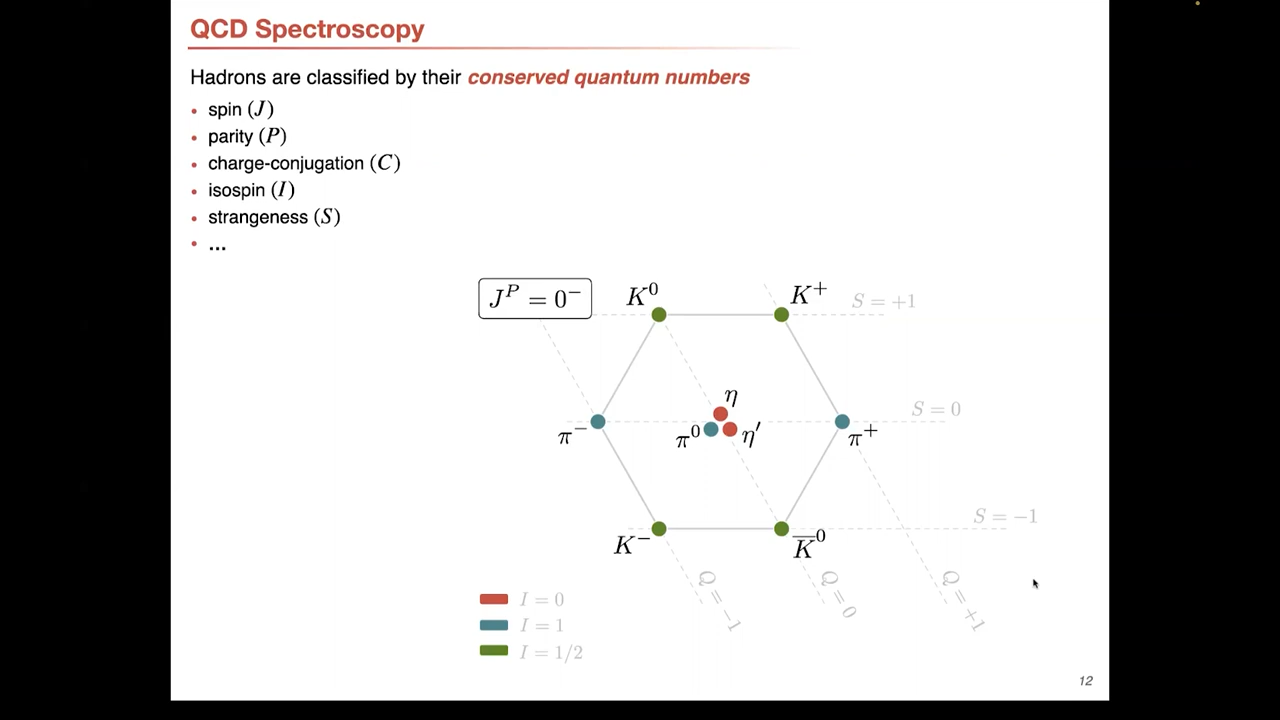 QCD Spectroscopy
Hadrons are classified by their conserved quantum numbers
• spin (J)
• parity (P)
• charge-conjugation (C)
• isospin (I)
• strangeness (S)
• ...
J^P = 0^−
K^0
K^+
S = +1
η
S = 0
π^−
π^0
η′
π^+
S = −1
K^−
K̅^0
Q = −1
Q = 0
Q = +1
I = 0
I = 1
I = 1/2
12